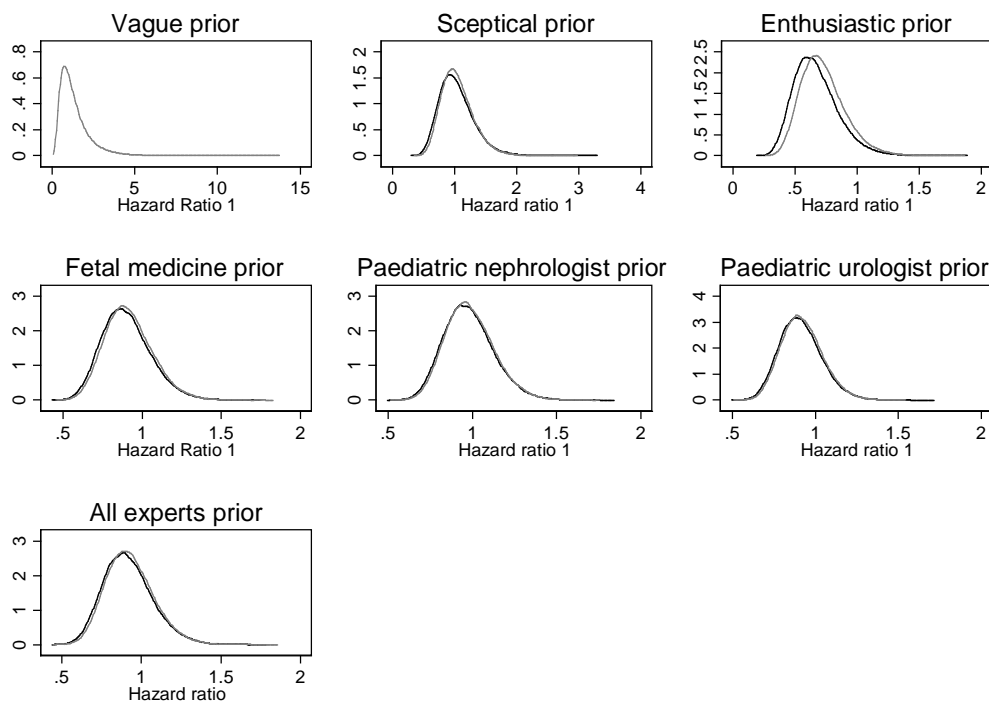 Vague prior
0 .2 .4 .6 .8
0 5 10 15
Hazard Ratio 1
Sceptical prior
0 .5 1 1.5 2
0 1 2 3 4
Hazard ratio 1
Enthusiastic prior
0 .5 1 1.5 2 2.5
0 .5 1 1.5 2
Hazard ratio 1
Fetal medicine prior
0 1 2 3
.5 1 1.5 2
Hazard Ratio 1
Paediatric nephrologist prior
0 1 2 3
.5 1 1.5 2
Hazard ratio 1
Paediatric urologist prior
0 1 2 3 4
.5 1 1.5 2
Hazard ratio 1
All experts prior
0 1 2 3
.5 1 1.5 2
Hazard ratio